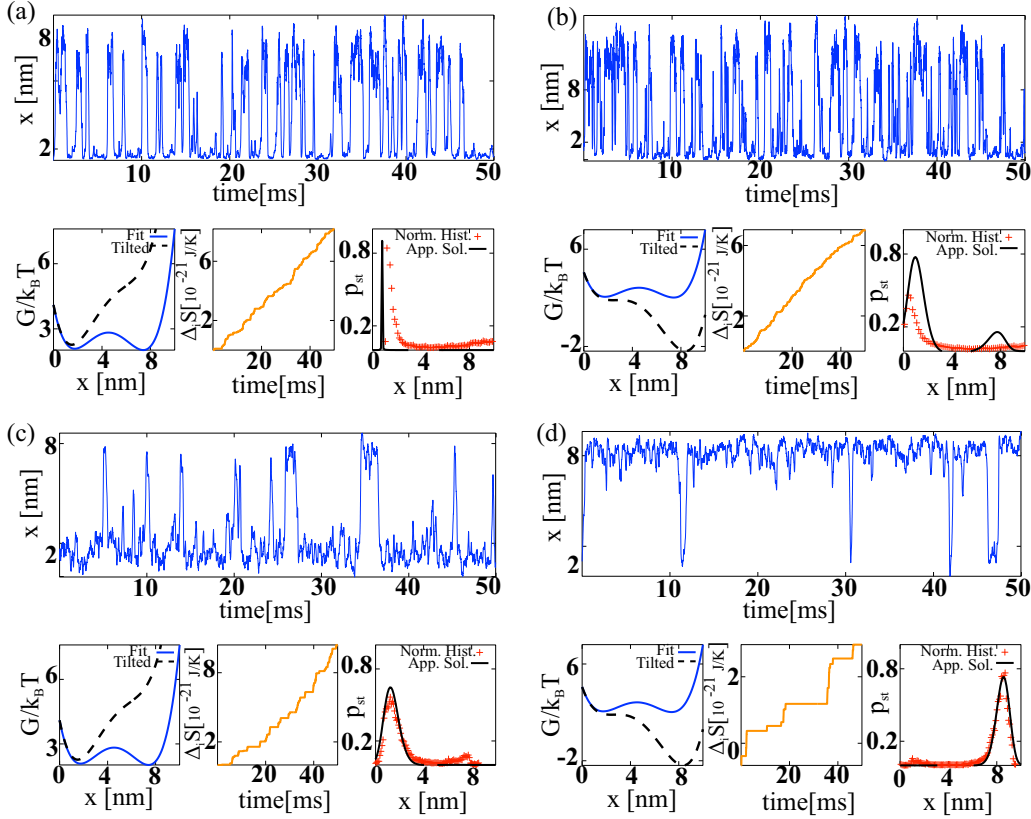 (a)
8
2
x [nm]
10 20 30 40 50
time[ms]
G/k_BT
6
3
Fit
Tilted
0 4 8
x [nm]
Δ_iS[10^-21 J/K]
6
2
20 40
time[ms]
p_st
0.8
0.2
Norm. Hist.
App. Sol.
0 4 8
x [nm]
(b)
8
2
x [nm]
10 20 30 40 50
time[ms]
G/k_BT
6
-2
Fit
Tilted
0 4 8
x [nm]
Δ_iS[10^-21 J/K]
6
2
20 40
time[ms]
p_st
0.8
0.2
Norm. Hist.
App. Sol.
0 4 8
x [nm]
(c)
8
2
x [nm]
10 20 30 40 50
time[ms]
G/k_BT
6
3
Fit
Tilted
0 4 8
x [nm]
Δ_iS[10^-21 J/K]
8
2
20 40
time[ms]
p_st
0.8
0.2
Norm. Hist.
App. Sol.
0 4 8
x [nm]
(d)
8
2
x [nm]
10 20 30 40 50
time[ms]
G/k_BT
6
-2
Fit
Tilted
0 4 8
x [nm]
Δ_iS[10^-21 J/K]
2
0
20 40
time[ms]
p_st
0.8
0.2
Norm. Hist.
App. Sol.
0 4 8
x [nm]